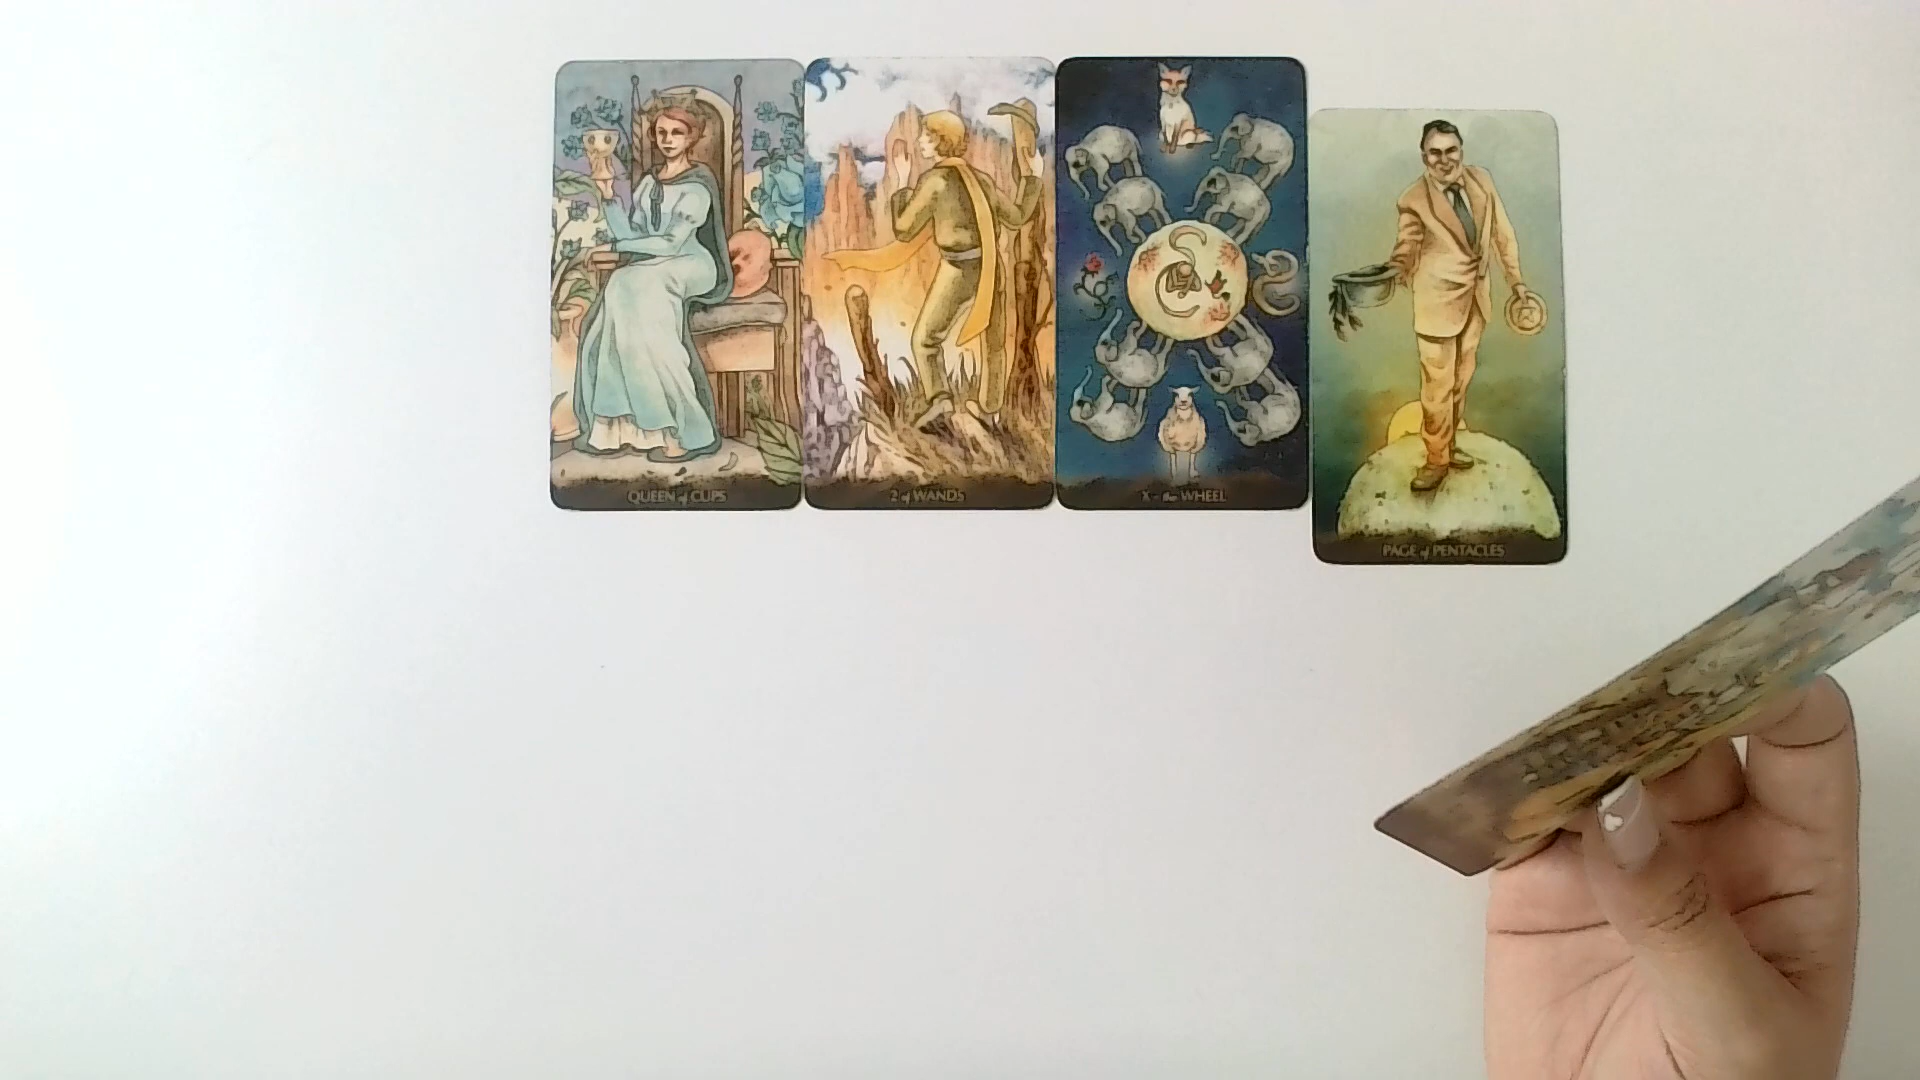 QUEEN of CUPS
2 of WANDS
X - the WHEEL
PAGE of PENTACLES